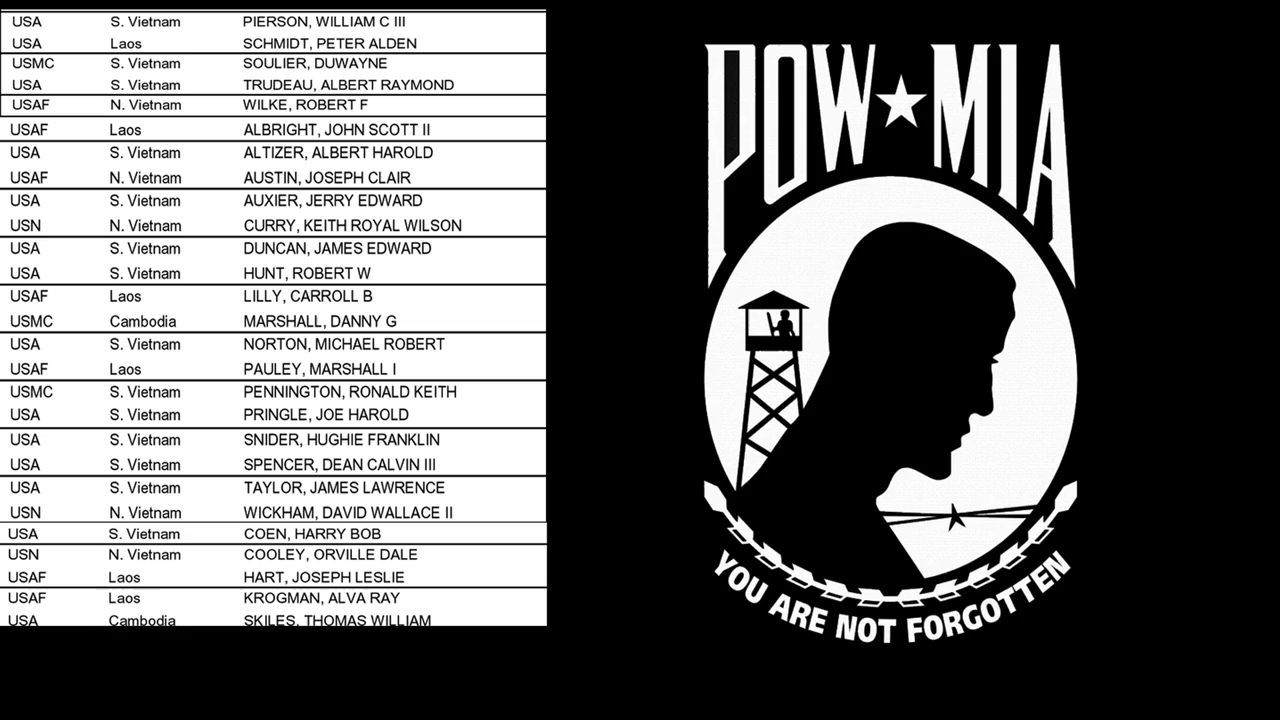 USA S. Vietnam PIERSON, WILLIAM C III
USA Laos SCHMIDT, PETER ALDEN
USMC S. Vietnam SOULIER, DUWAYNE
USA S. Vietnam TRUDEAU, ALBERT RAYMOND
USAF N. Vietnam WILKE, ROBERT F
USAF Laos ALBRIGHT, JOHN SCOTT II
USA S. Vietnam ALTIZER, ALBERT HAROLD
USAF N. Vietnam AUSTIN, JOSEPH CLAIR
USA S. Vietnam AUXIER, JERRY EDWARD
USN N. Vietnam CURRY, KEITH ROYAL WILSON
USA S. Vietnam DUNCAN, JAMES EDWARD
USA S. Vietnam HUNT, ROBERT W
USAF Laos LILLY, CARROLL B
USMC Cambodia MARSHALL, DANNY G
USA S. Vietnam NORTON, MICHAEL ROBERT
USAF Laos PAULEY, MARSHALL I
USMC S. Vietnam PENNINGTON, RONALD KEITH
USA S. Vietnam PRINGLE, JOE HAROLD
USA S. Vietnam SNIDER, HUGHIE FRANKLIN
USA S. Vietnam SPENCER, DEAN CALVIN III
USA S. Vietnam TAYLOR, JAMES LAWRENCE
USN N. Vietnam WICKHAM, DAVID WALLACE II
USA S. Vietnam COEN, HARRY BOB
USN N. Vietnam COOLEY, ORVILLE DALE
USAF Laos HART, JOSEPH LESLIE
USAF Laos KROGMAN, ALVA RAY
USA Cambodia SKILES, THOMAS WILLIAM
POW★MIA
YOU ARE NOT FORGOTTEN